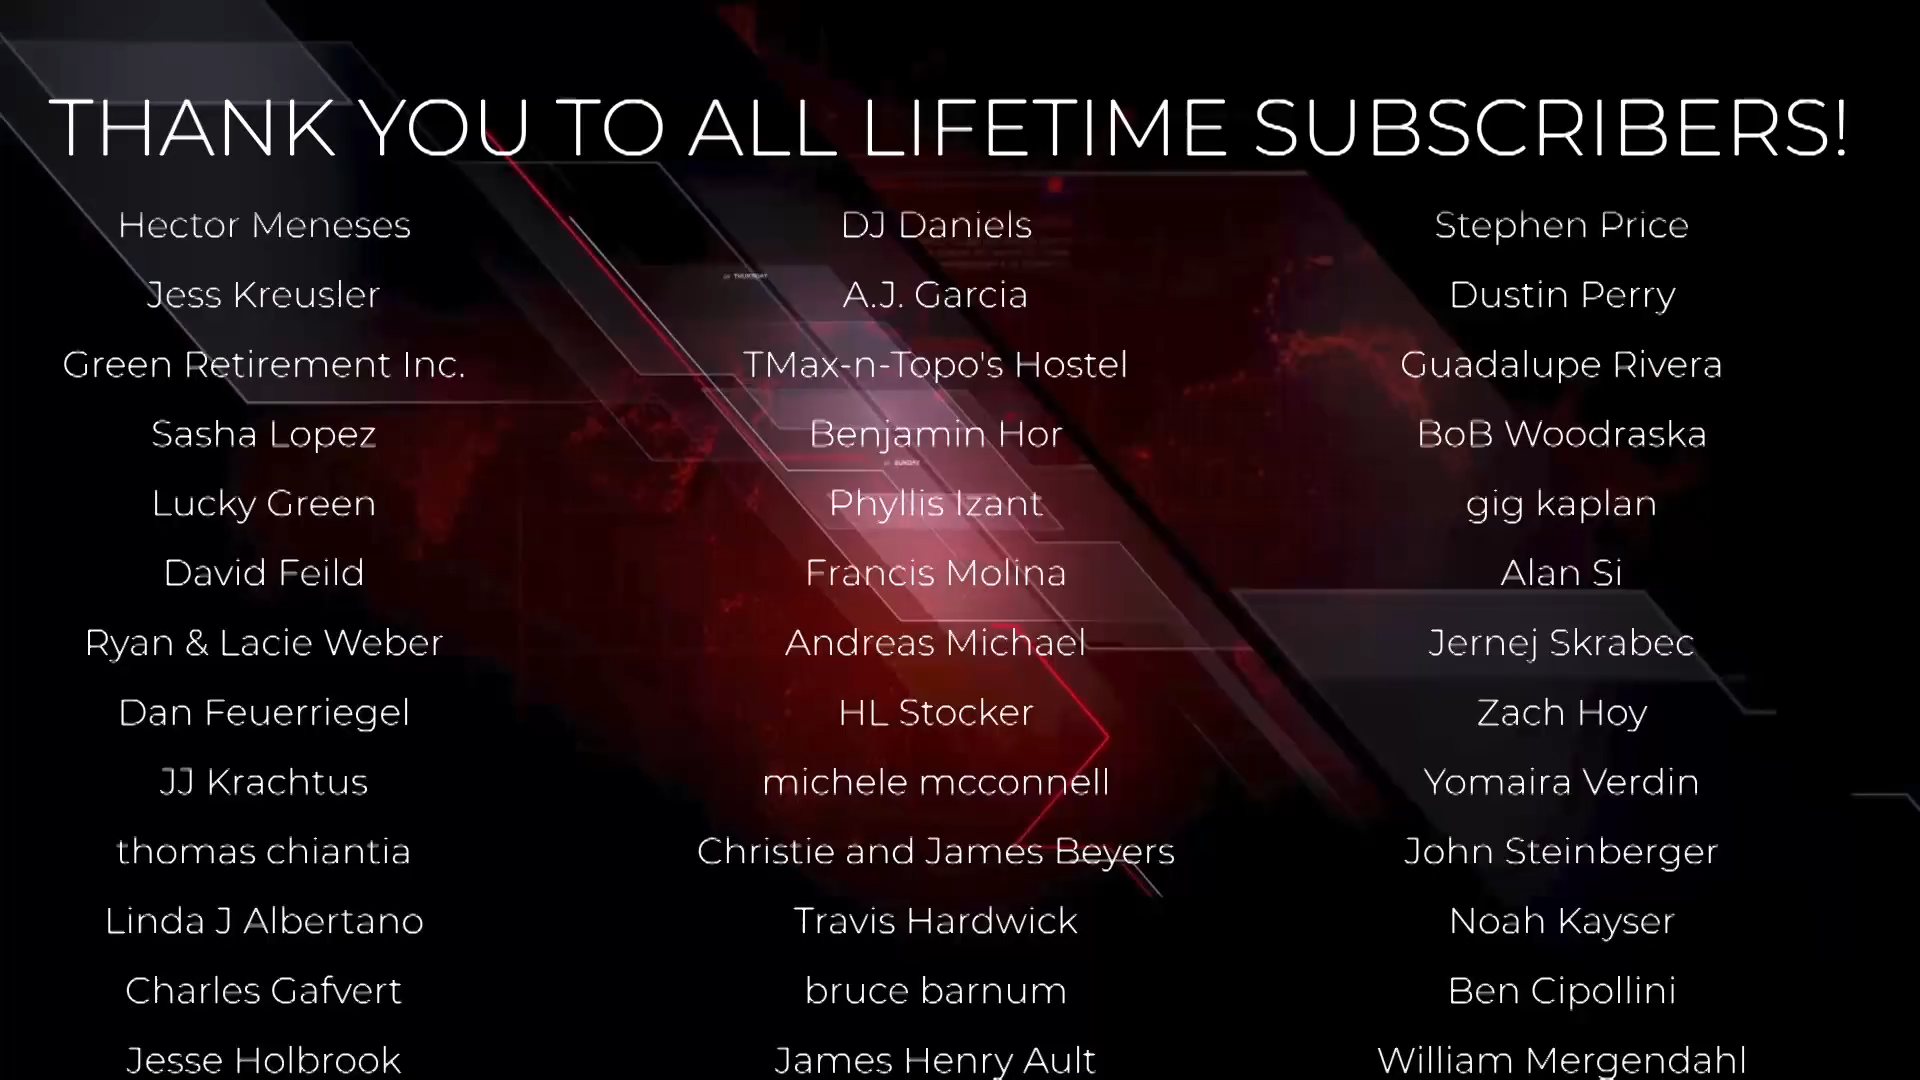 THANK YOU TO ALL LIFETIME SUBSCRIBERS!
Hector Meneses
DJ Daniels
Stephen Price
Jess Kreusler
A.J. Garcia
Dustin Perry
Green Retirement Inc.
TMax-n-Topo's Hostel
Guadalupe Rivera
Sasha Lopez
Benjamin Hor
BoB Woodraska
Lucky Green
Phyllis Izant
gig kaplan
David Feild
Francis Molina
Alan Si
Ryan & Lacie Weber
Andreas Michael
Jernej Skrabec
Dan Feuerriegel
HL Stocker
Zach Hoy
JJ Krachtus
michele mcconnell
Yomaira Verdin
thomas chiantia
Christie and James Beyers
John Steinberger
Linda J Albertano
Travis Hardwick
Noah Kayser
Charles Gafvert
bruce barnum
Ben Cipollini
Jesse Holbrook
James Henry Ault
William Mergendahl
THURSDAY
SUNDAY